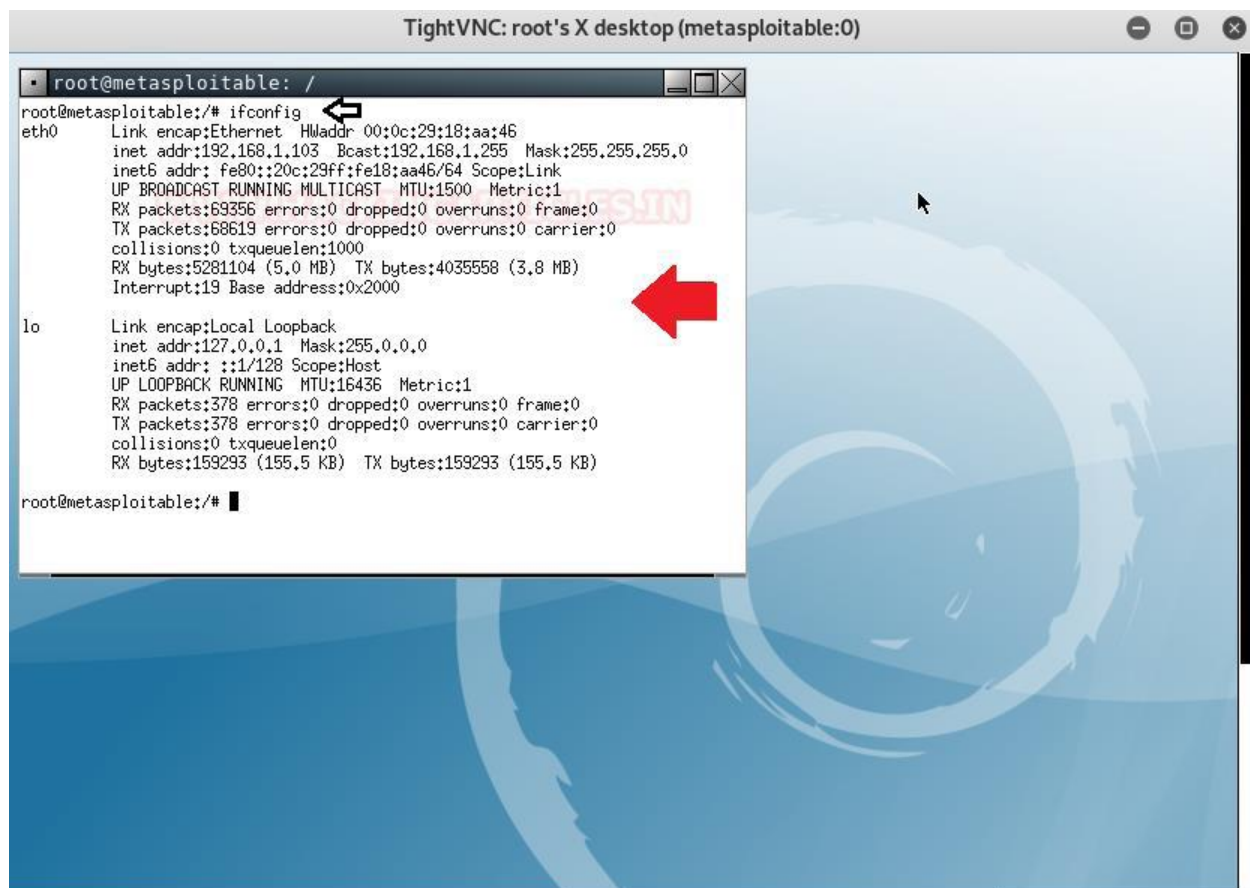 TightVNC: root's X desktop (metasploitable:0)
root@metasploitable: /
root@metasploitable:/# ifconfig
eth0 Link encap:Ethernet HWaddr 00:0c:29:18:aa:46
inet addr:192.168.1.103 Bcast:192.168.1.255 Mask:255.255.255.0
inet6 addr: fe80::20c:29ff:fe18:aa46/64 Scope:Link
UP BROADCAST RUNNING MULTICAST MTU:1500 Metric:1
RX packets:69356 errors:0 dropped:0 overruns:0 frame:0
TX packets:68619 errors:0 dropped:0 overruns:0 carrier:0
collisions:0 txqueuelen:1000
RX bytes:5281104 (5.0 MB) TX bytes:4035558 (3.8 MB)
Interrupt:19 Base address:0x2000
lo Link encap:Local Loopback
inet addr:127.0.0.1 Mask:255.0.0.0
inet6 addr: ::1/128 Scope:Host
UP LOOPBACK RUNNING MTU:16436 Metric:1
RX packets:378 errors:0 dropped:0 overruns:0 frame:0
TX packets:378 errors:0 dropped:0 overruns:0 carrier:0
collisions:0 txqueuelen:0
RX bytes:159293 (155.5 KB) TX bytes:159293 (155.5 KB)
root@metasploitable:/#